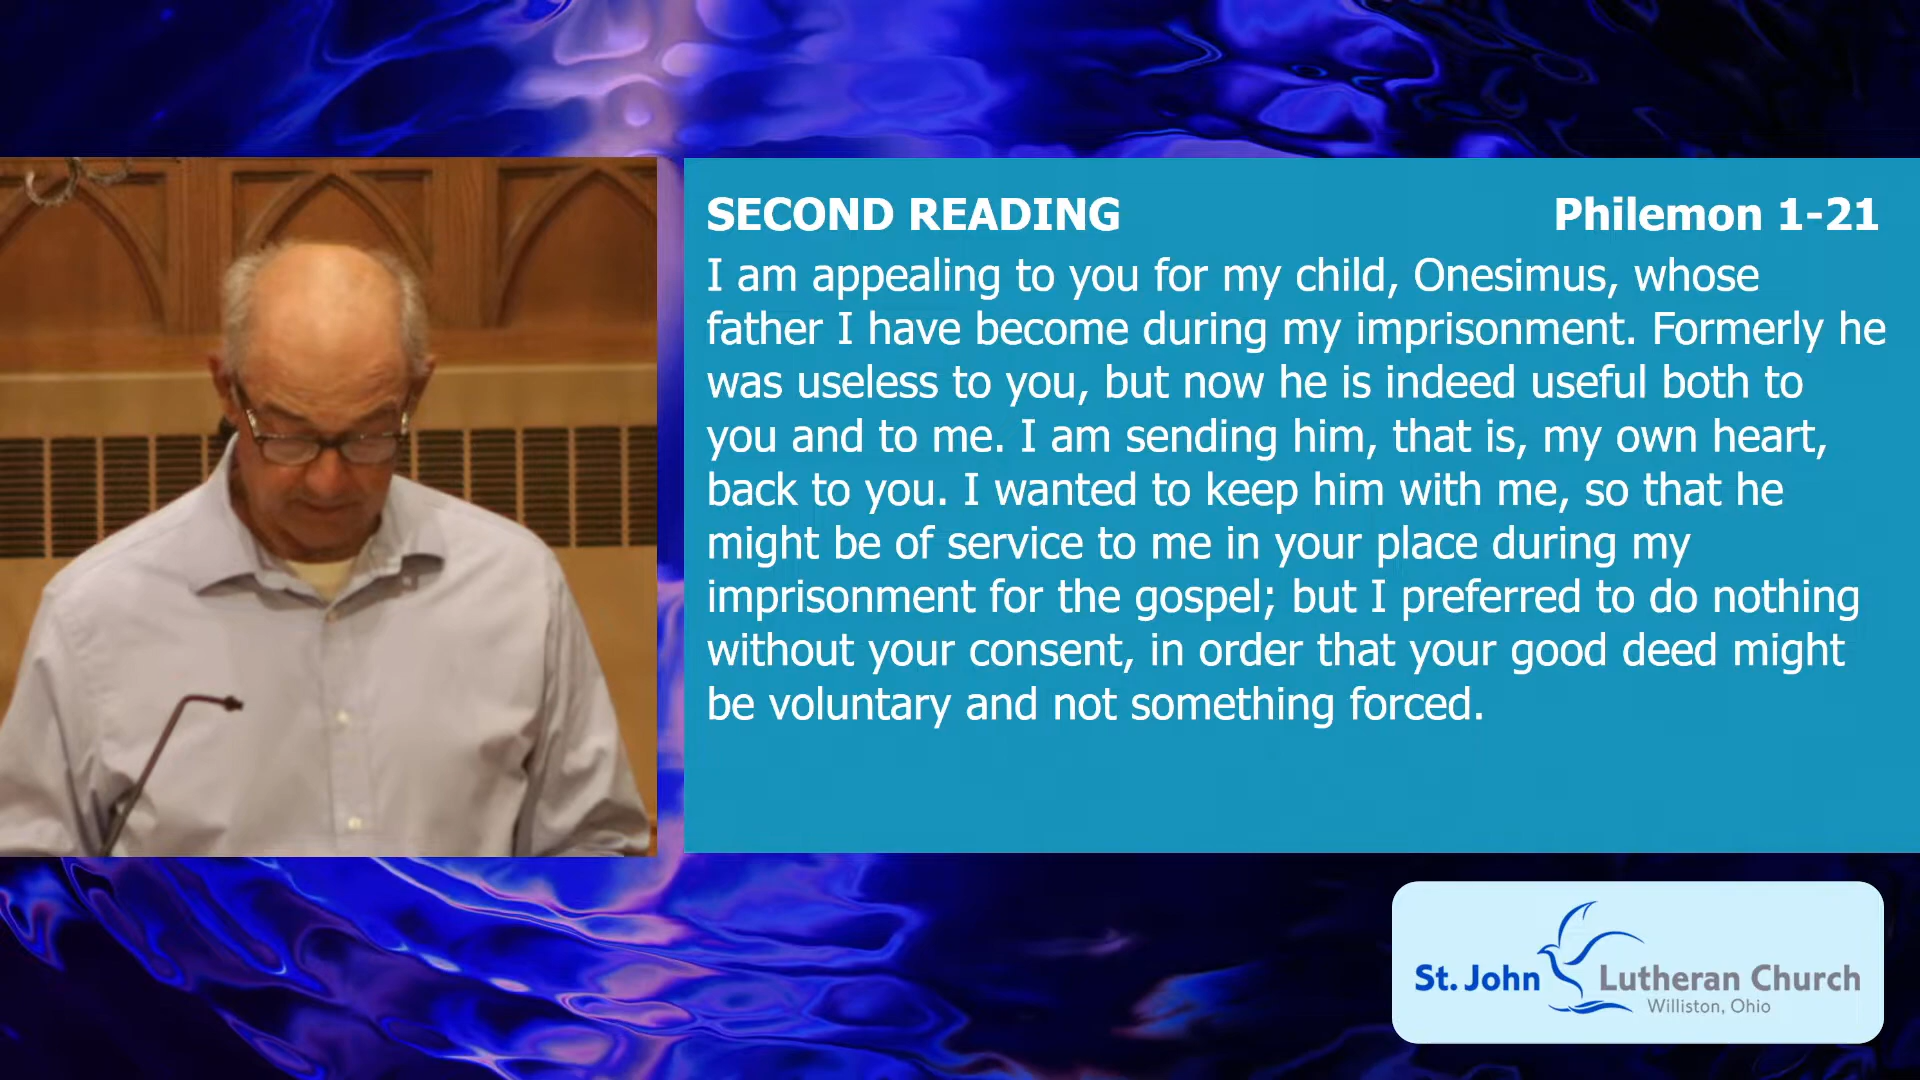 SECOND READING Philemon 1-21
I am appealing to you for my child, Onesimus, whose
father I have become during my imprisonment. Formerly he
was useless to you, but now he is indeed useful both to
you and to me. I am sending him, that is, my own heart,
back to you. I wanted to keep him with me, so that he
might be of service to me in your place during my
imprisonment for the gospel; but I preferred to do nothing
without your consent, in order that your good deed might
be voluntary and not something forced.
St. John Lutheran Church
Williston, Ohio